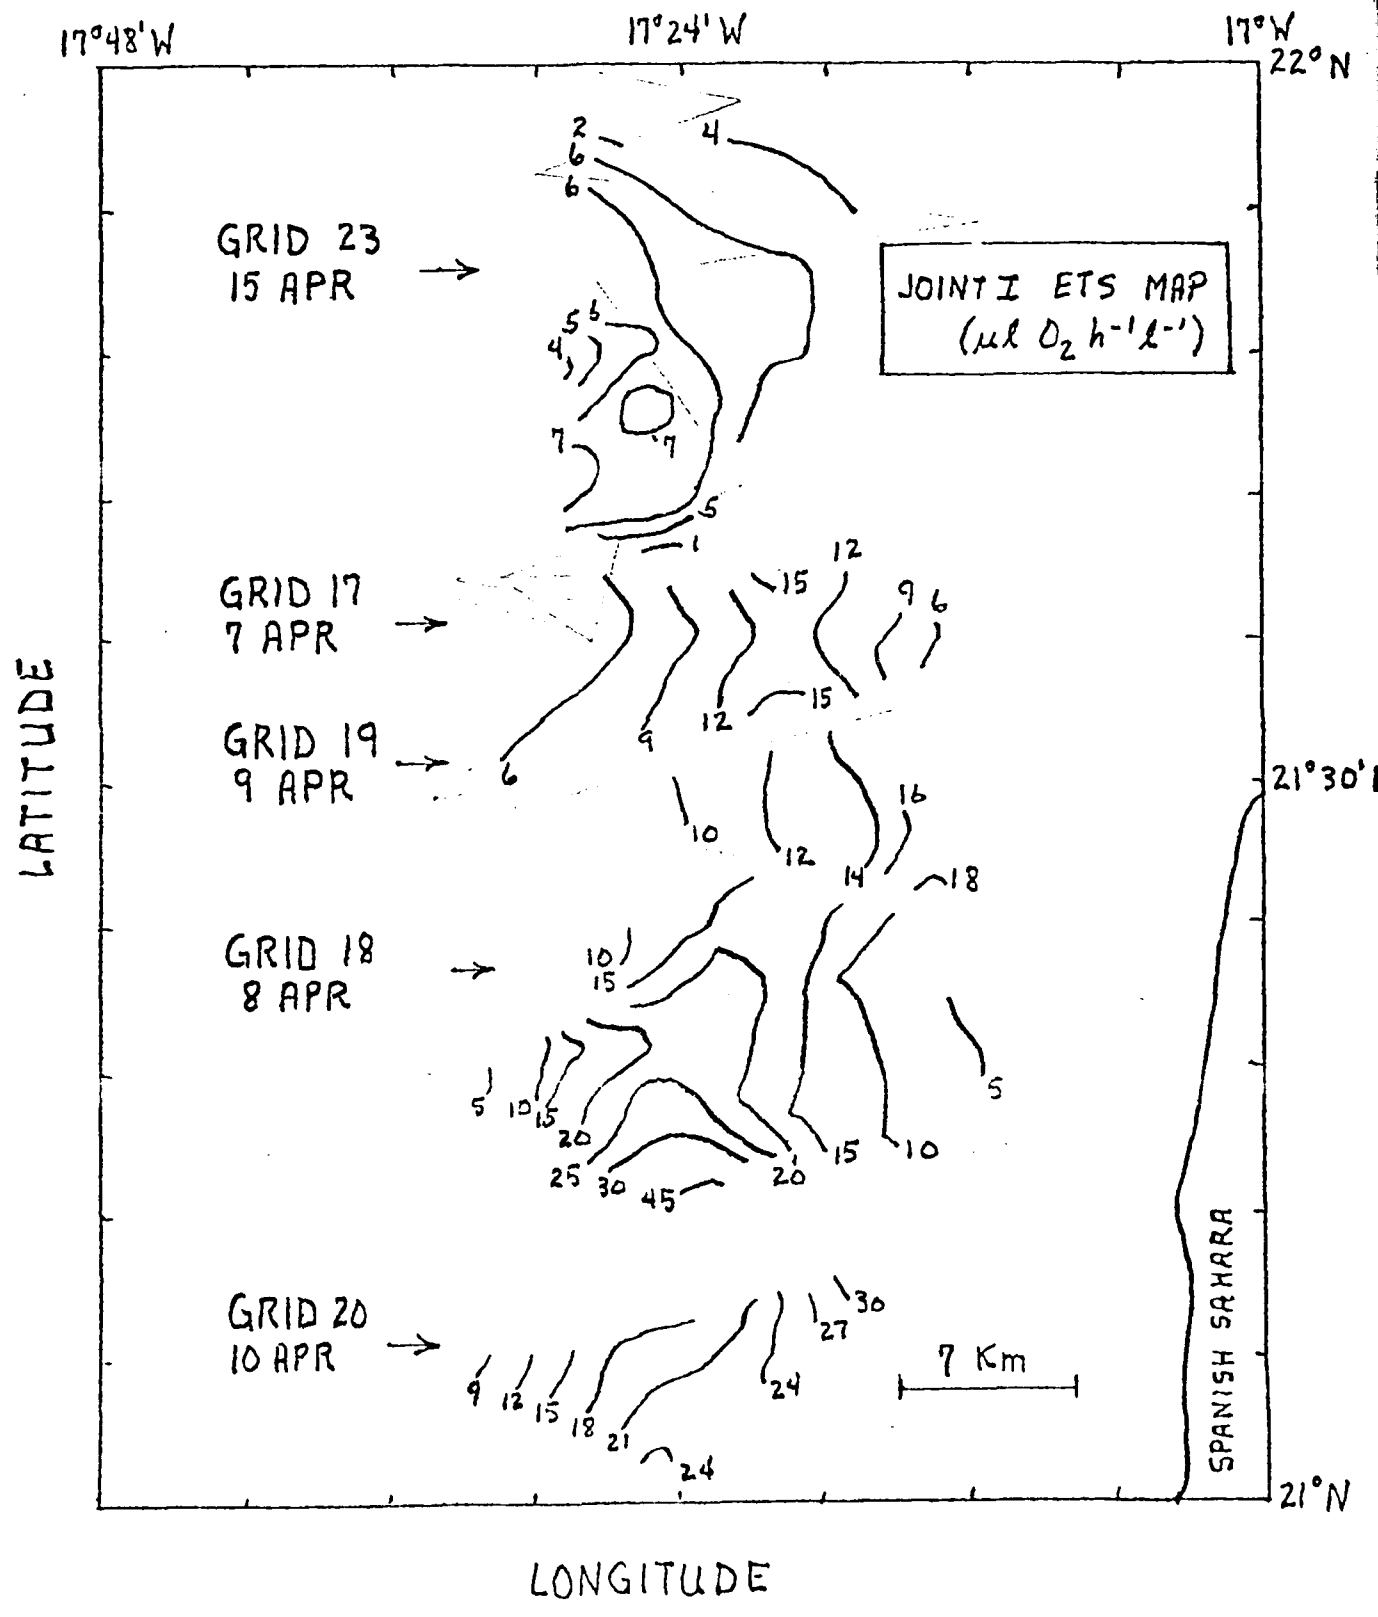 17°48'W 17°24'W 17°W
22°N
2
4
6
6
GRID 23
15 APR
JOINT I ETS MAP
(µl O₂ h⁻¹ l⁻¹)
5 6
4
7
7
5
1
12
15
9 6
GRID 17
7 APR
15
12
9
GRID 19
9 APR
6
21°30'
16
10
12
14
18
GRID 18
8 APR
10
15
5
5 10 15
20
15 10
25 30 45 20
GRID 20
10 APR
30
27
7 Km
9 12 15 18 21 24
24
21°N
SPANISH SAHARA
LATITUDE
LONGITUDE